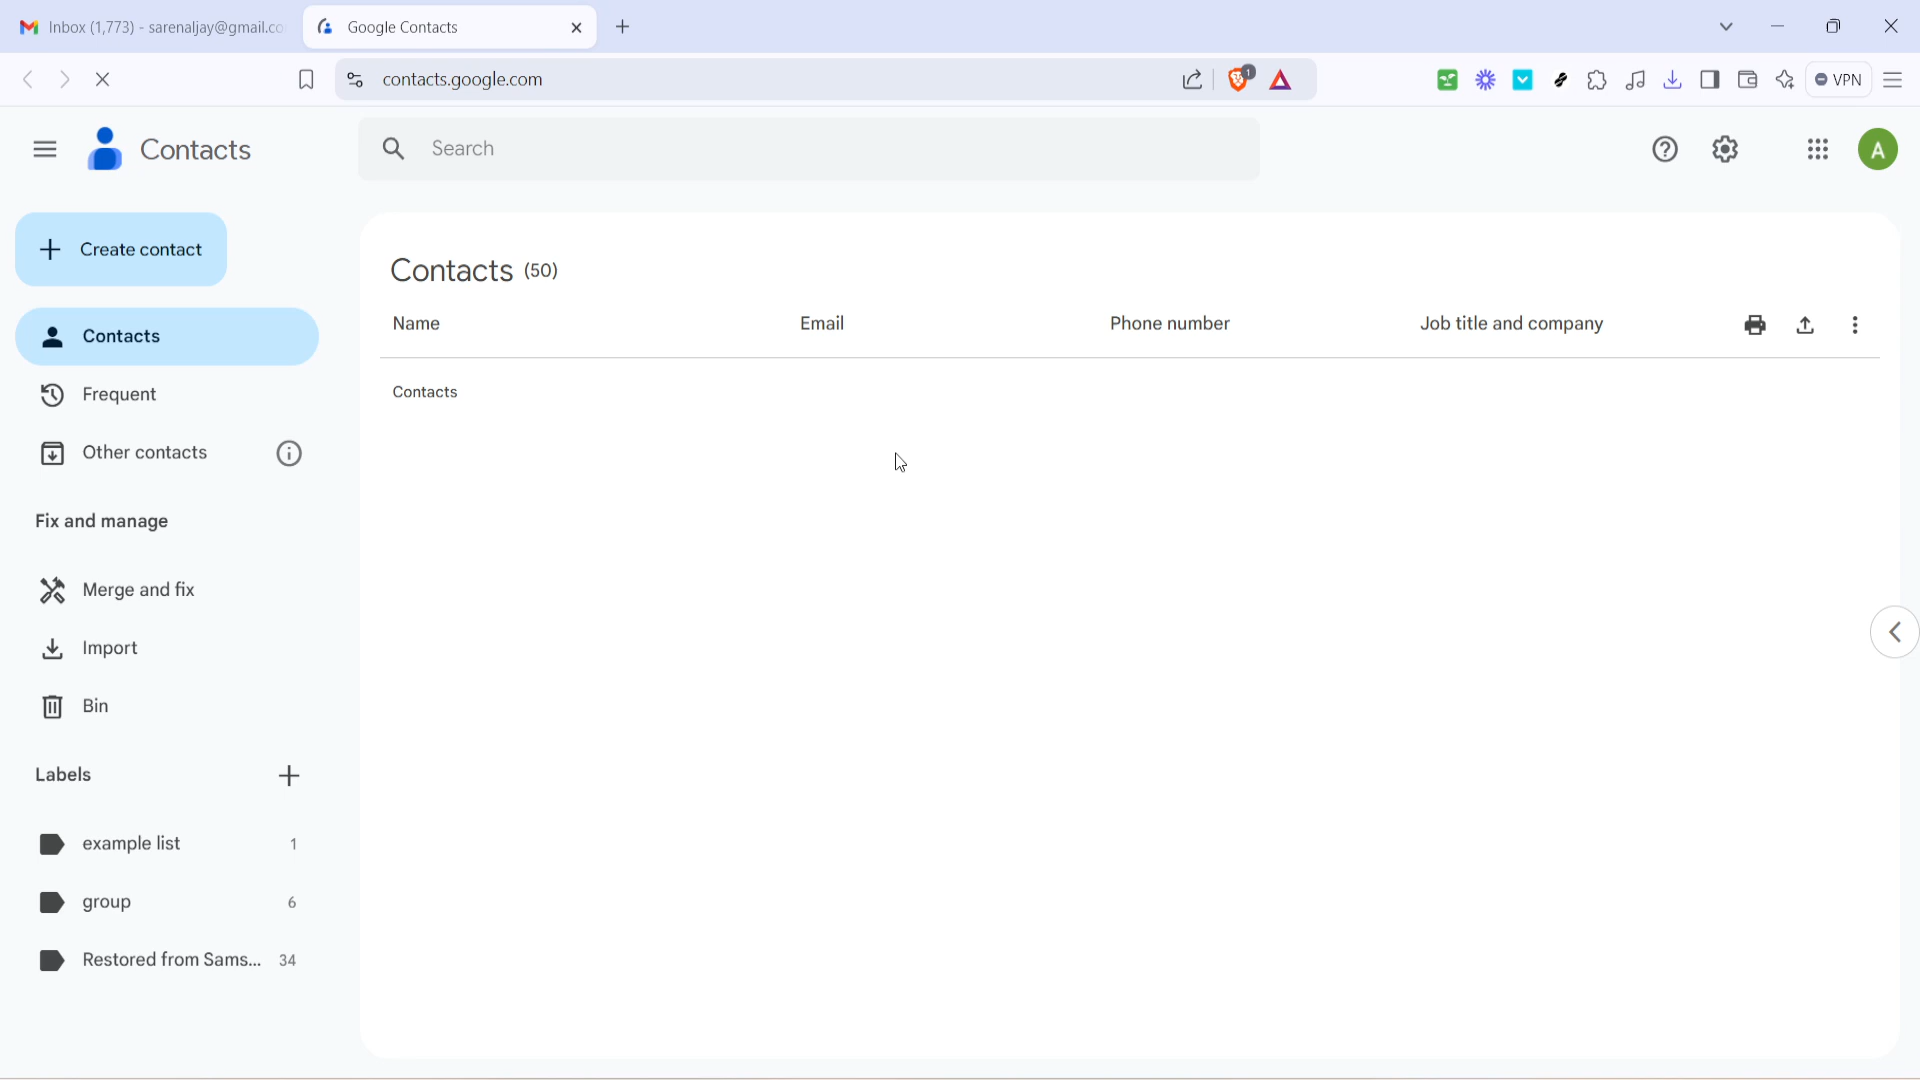 Inbox (1,773) - sarenaljay@gmail.co
Google Contacts
contacts.google.com
1
VPN
Contacts
Search
A
Create contact
Contacts (50)
Name Email Phone number Job title and company
Contacts
Contacts
Frequent
Other contacts
Fix and manage
Merge and fix
Import
Bin
Labels
example list 1
group 6
Restored from Sams... 34